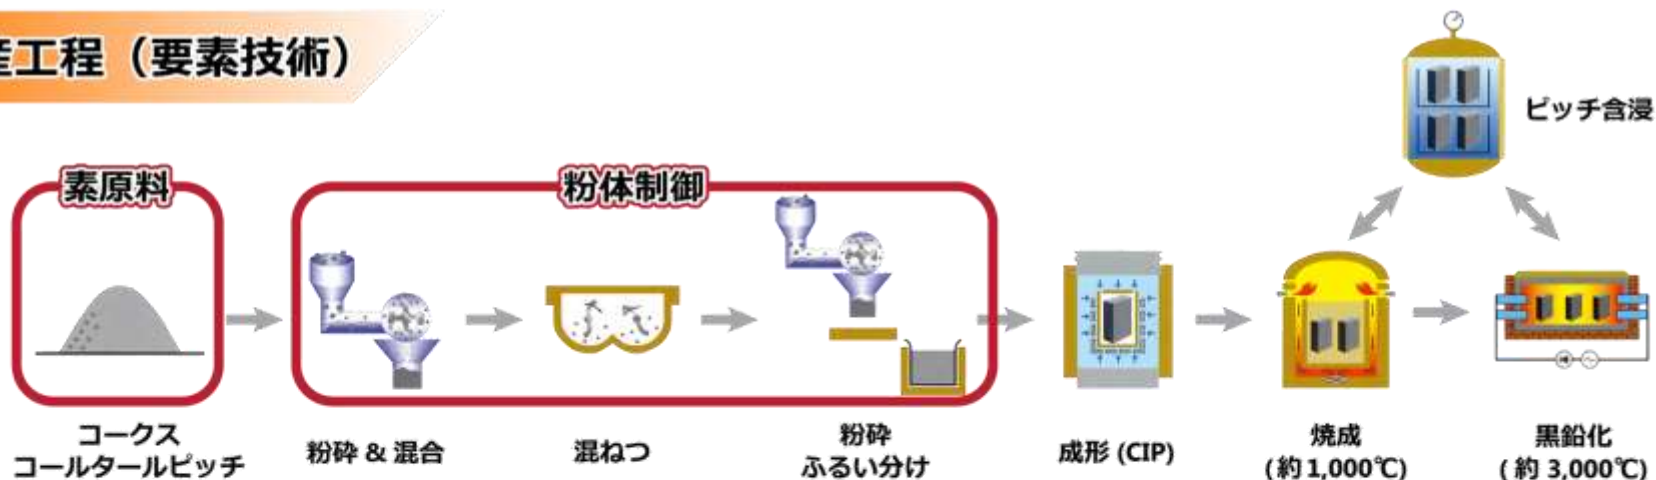 産工程（要素技術）
ピッチ含浸
素原料
粉体制御
コークス
コールタールピッチ
粉砕 & 混合
混ねつ
粉砕
ふるい分け
成形 (CIP)
焼成
(約 1,000℃)
黒鉛化
( 約 3,000℃)